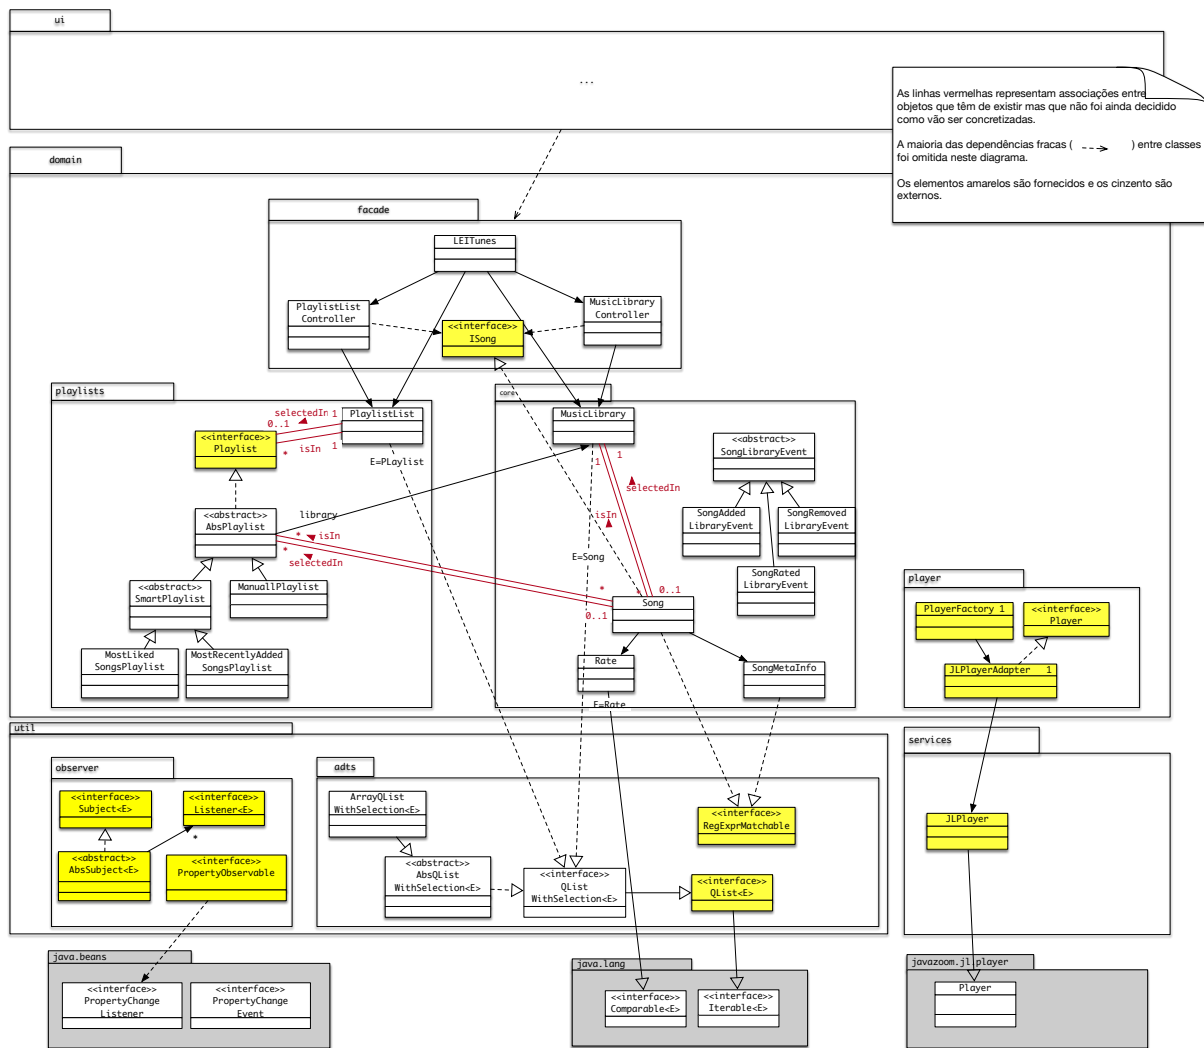 ui
...
As linhas vermelhas representam associações entre
objetos que têm de existir mas que não foi ainda decidido
como vão ser concretizadas.
A maioria das dependências fracas ( ) entre classes
foi omitida neste diagrama.
Os elementos amarelos são fornecidos e os cinzento são
externos.
domain
facade
LEITunes
PlaylistList
Controller
<<interface>>
ISong
MusicLibrary
Controller
playlists
selectedIn
1
0..1
PlaylistList
<<interface>>
Playlist
*
isIn
1
E=PLaylist
<<abstract>>
AbsPlaylist
library
*
isIn
*
selectedIn
<<abstract>>
SmartPlaylist
ManuallPlaylist
MostLiked
SongsPlaylist
MostRecentlyAdded
SongsPlaylist
core
MusicLibrary
1
1
selectedIn
isIn
E=Song
*
*
0..1
0..1
Song
<<abstract>>
SongLibraryEvent
SongAdded
LibraryEvent
SongRemoved
LibraryEvent
SongRated
LibraryEvent
Rate
SongMetaInfo
E=Rate
player
PlayerFactory 1
<<interface>>
Player
JLPlayerAdapter 1
util
observer
<<interface>>
Subject<E>
<<interface>>
Listener<E>
*
<<abstract>>
AbsSubject<E>
<<interface>>
PropertyObservable
adts
ArrayQList
WithSelection<E>
<<abstract>>
AbsQList
WithSelection<E>
<<interface>>
QList
WithSelection<E>
<<interface>>
RegExprMatchable
<<interface>>
QList<E>
services
JLPlayer
java.beans
<<interface>>
PropertyChange
Listener
<<interface>>
PropertyChange
Event
java.lang
<<interface>>
Comparable<E>
<<interface>>
Iterable<E>
javazoom.jl.player
Player